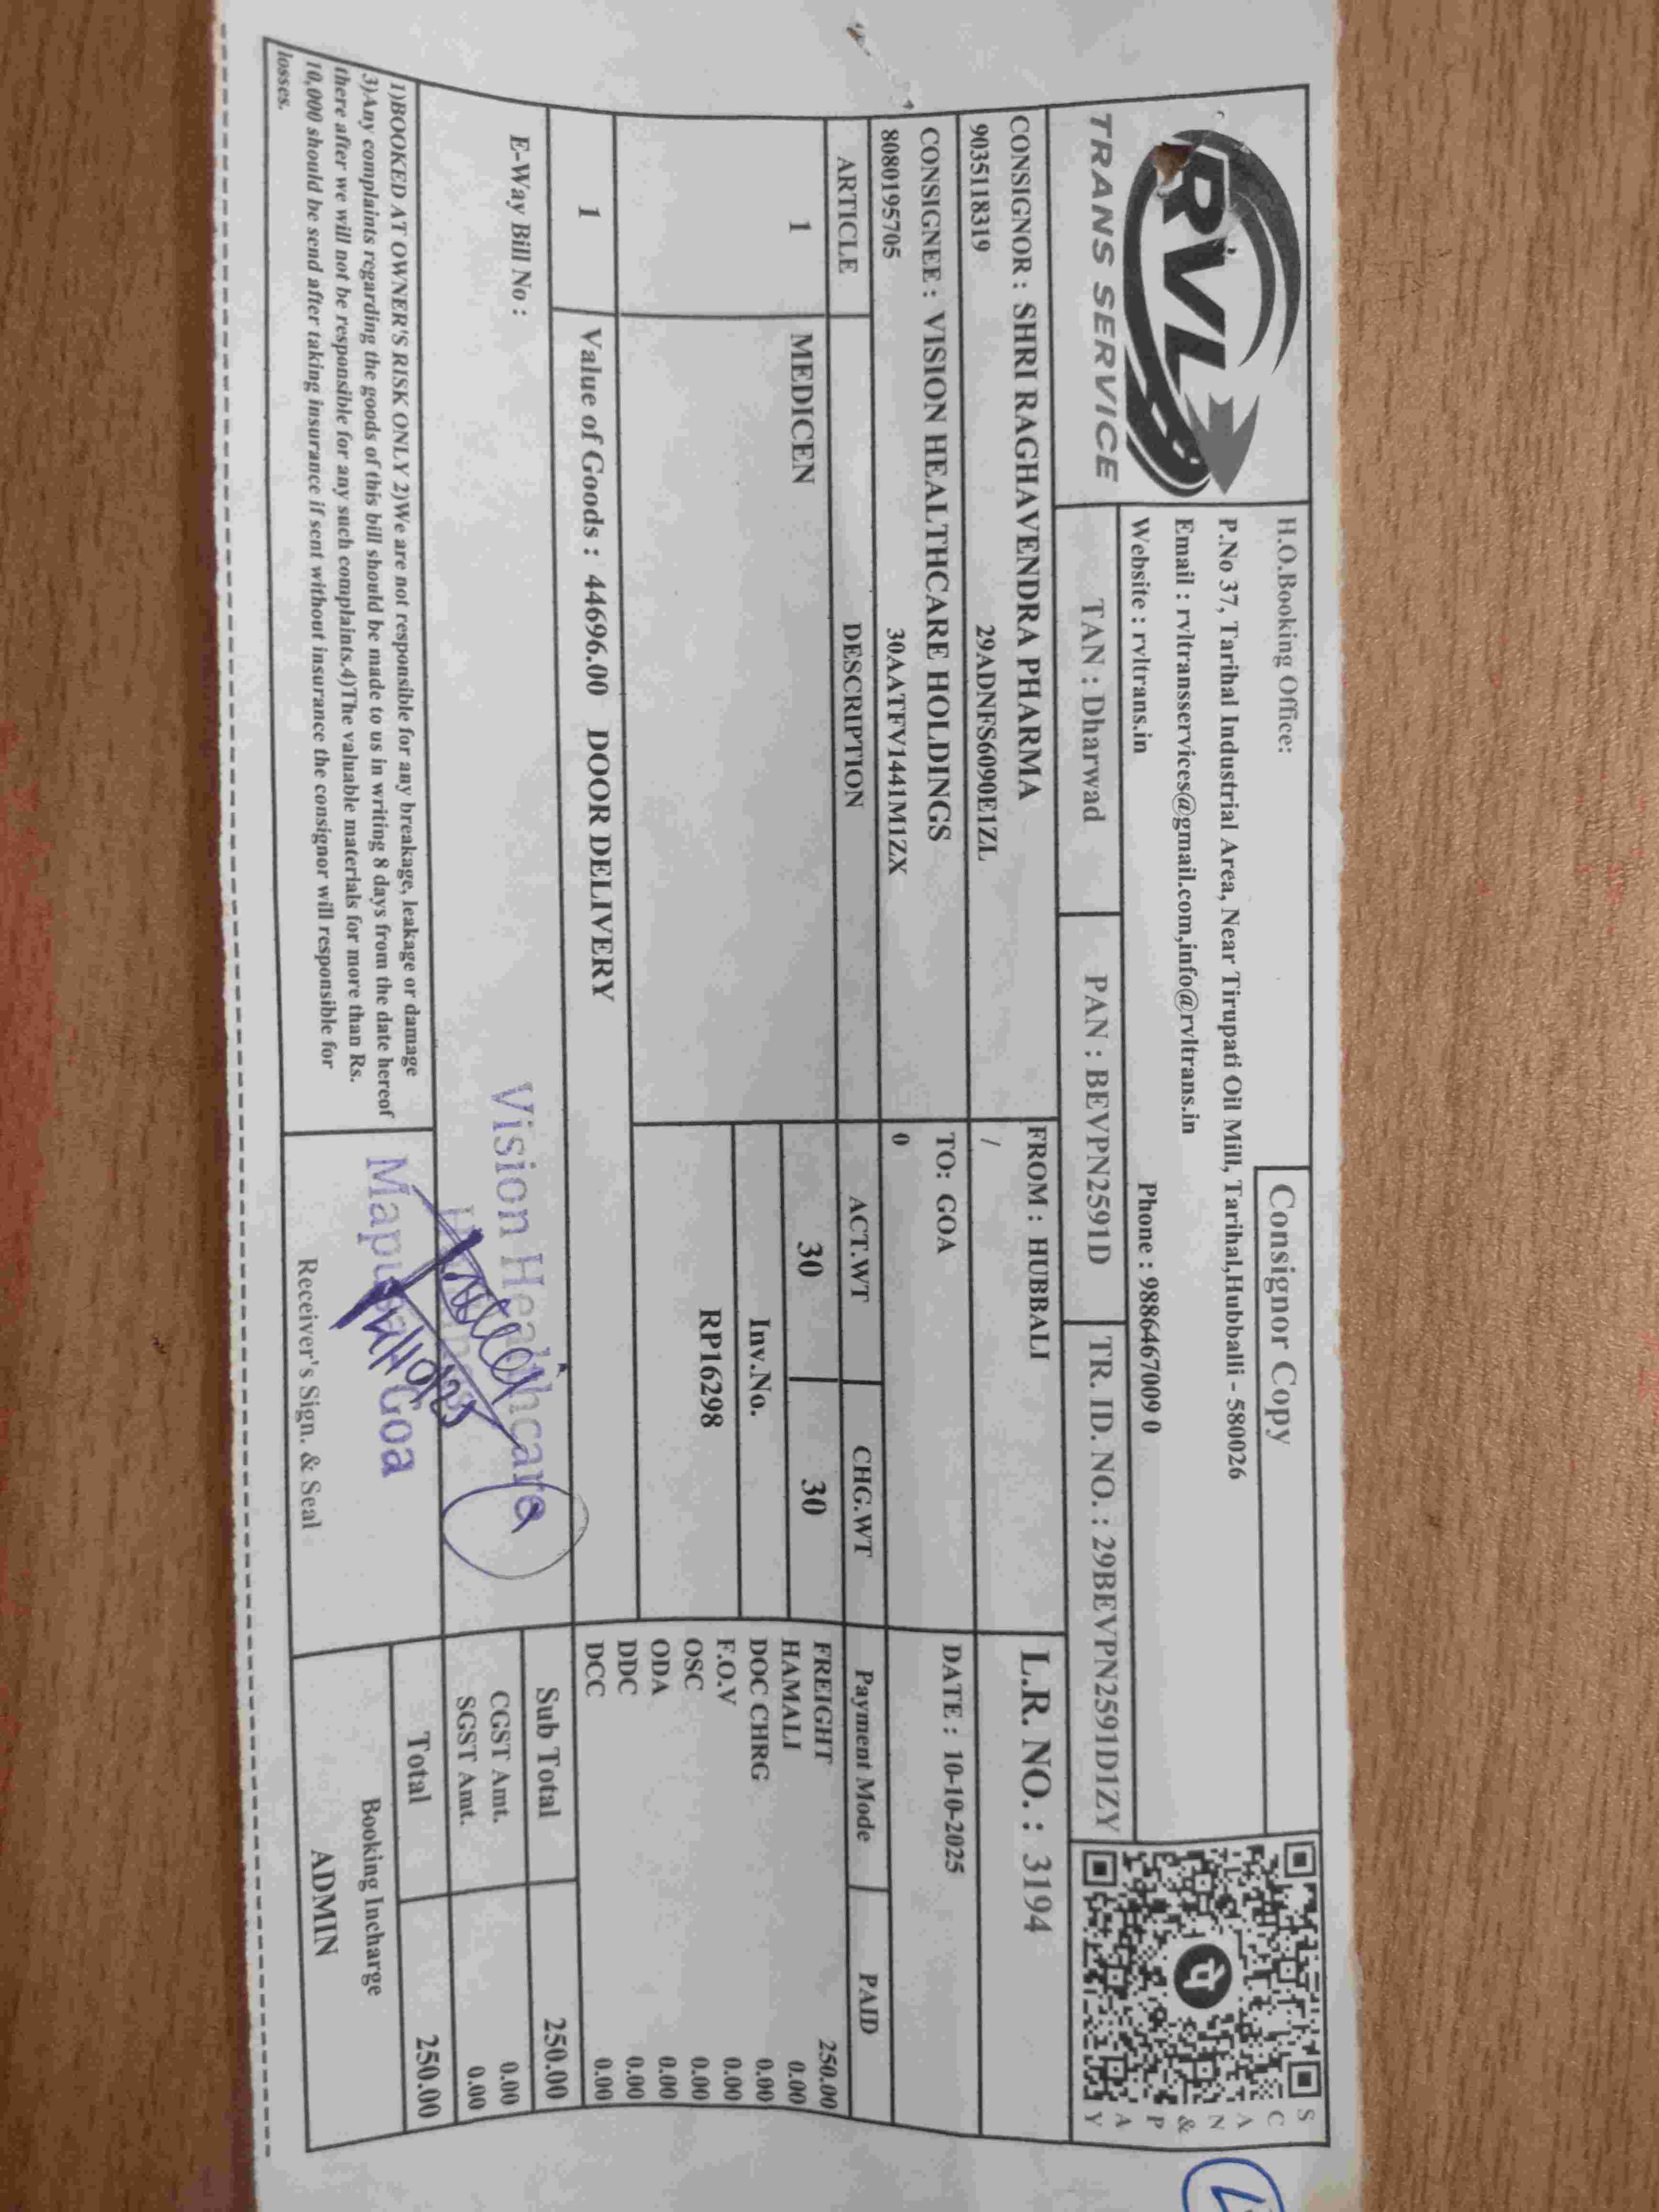 RVL
TRANS SERVICE
H.O.Booking Office:
Consignor Copy
P.No 37, Tarihal Industrial Area, Near Tirupati Oil Mill, Tarihal,Hubballi - 580026
Email : rvltransservices@gmail.com,info@rvltrans.in
Website : rvltrans.in Phone : 9886467009 0
SCAN & PAY
TAN : Dharwad PAN : BEVPN2591D TR. ID. NO. : 29BEVPN2591D1ZY
CONSIGNOR : SHRI RAGHAVENDRA PHARMA FROM : HUBBALI L.R. NO. : 3194
9035118319 29ADNFS6090E1ZL /
CONSIGNEE : VISION HEALTHCARE HOLDINGS TO: GOA DATE : 10-10-2025
8080195705 30AATFV1441M1ZX 0
ARTICLE DESCRIPTION ACT.WT CHG.WT Payment Mode PAID
1 MEDICEN 30 30 FREIGHT 250.00
HAMALI 0.00
Inv.No. DOC CHRG 0.00
F.O.V 0.00
RP16298 OSC 0.00
ODA 0.00
DDC 0.00
1 Value of Goods : 44696.00 DOOR DELIVERY DCC 0.00
Sub Total 250.00
E-Way Bill No :
CGST Amt. 0.00
SGST Amt. 0.00
Total 250.00
Vision Healthcare
Mapusa Goa
1)BOOKED AT OWNER'S RISK ONLY 2)We are not responsible for any breakage, leakage or damage
3)Any complaints regarding the goods of this bill should be made to us in writing 8 days from the date hereof
there after we will not be responsible for any such complaints.4)The valuable materials for more than Rs.
10,000 should be send after taking insurance if sent without insurance the consignor will responsible for
losses.
Receiver's Sign. & Seal
Booking Incharge
ADMIN